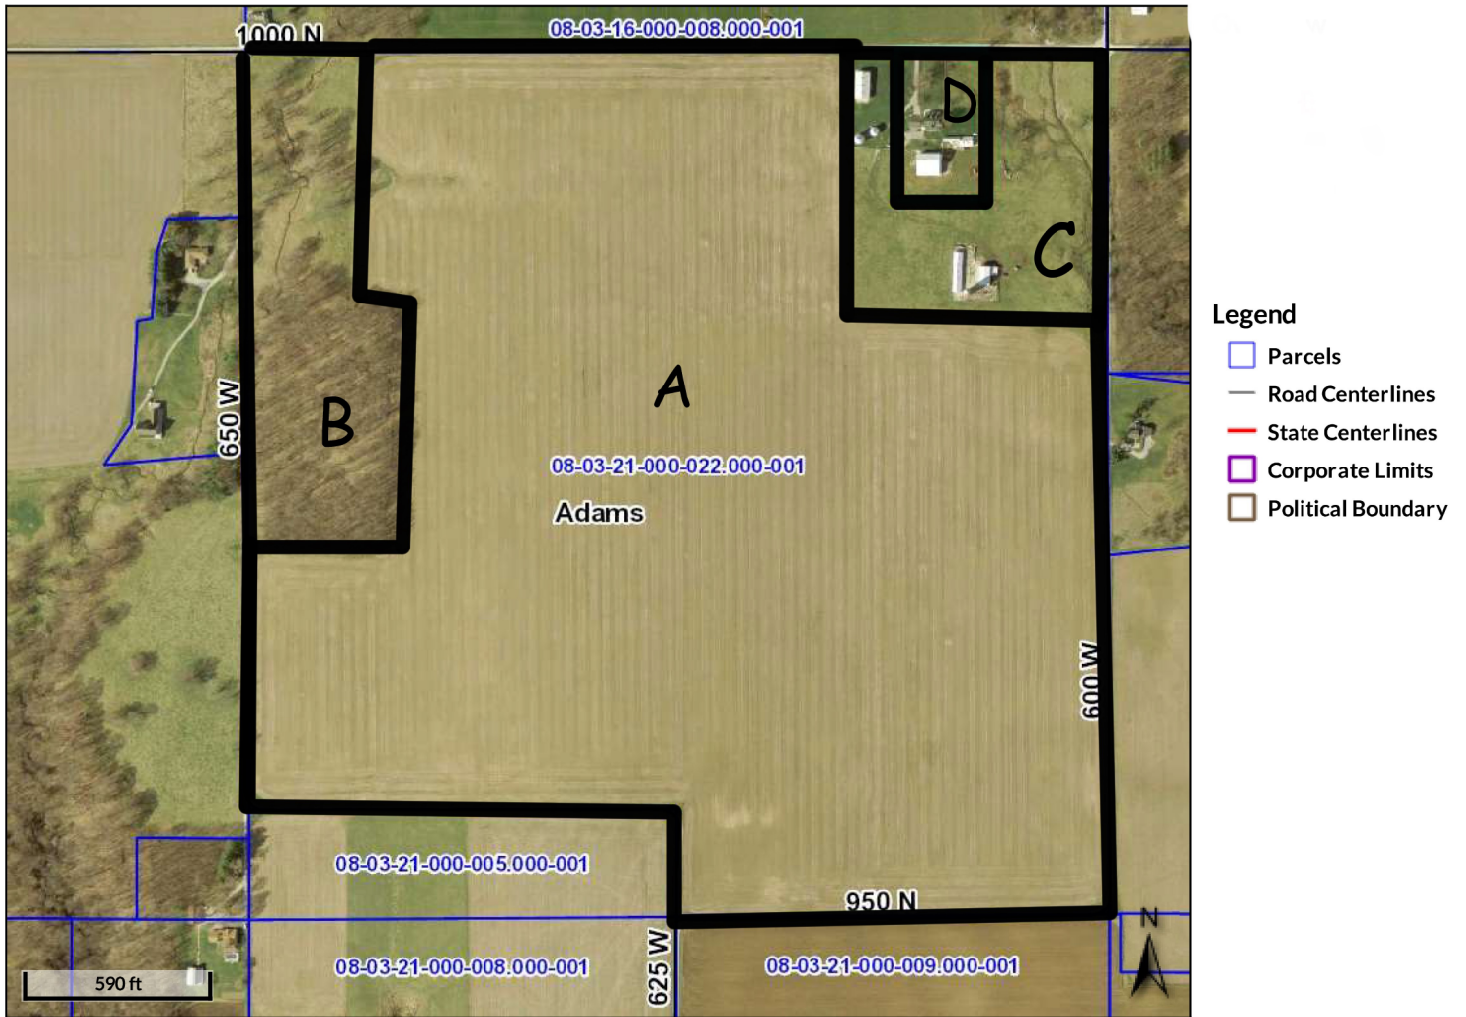 1000 N
08-03-16-000-008.000-001
D
C
650 W
B
A
08-03-21-000-022.000-001
Adams
600 W
08-03-21-000-005.000-001
950 N
625 W
08-03-21-000-008.000-001
08-03-21-000-009.000-001
590 ft
N
Legend
Parcels
Road Centerlines
State Centerlines
Corporate Limits
Political Boundary